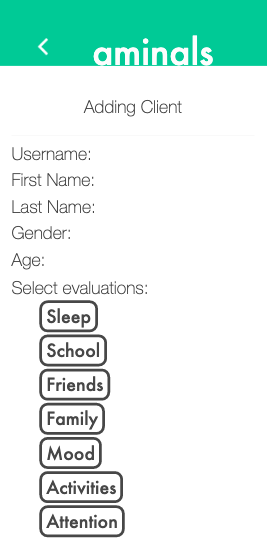 aminals
Adding Client
Username:
First Name:
Last Name:
Gender:
Age:
Select evaluations:
Sleep
School
Friends
Family
Mood
Activities
Attention